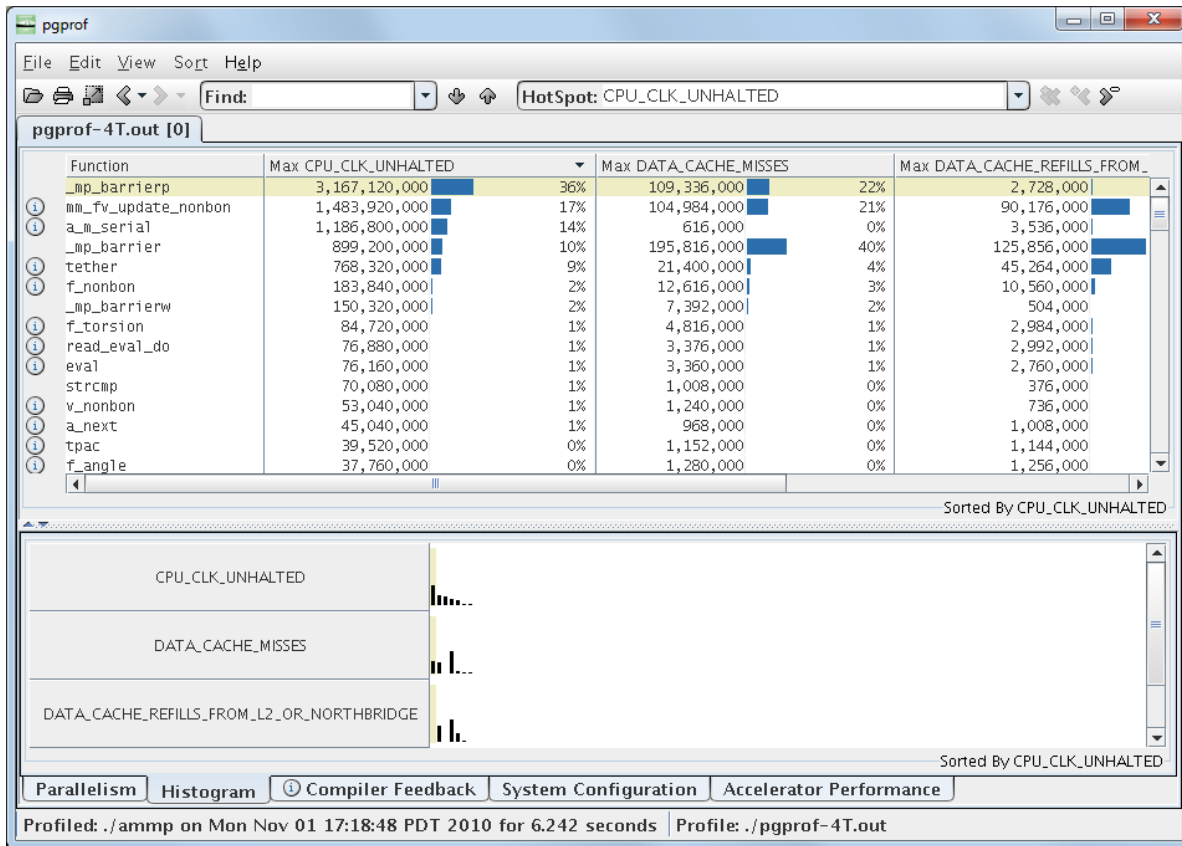 pgprof
File Edit View Sort Help
Find: HotSpot: CPU_CLK_UNHALTED
pgprof-4T.out [0]
Function Max CPU_CLK_UNHALTED Max DATA_CACHE_MISSES Max DATA_CACHE_REFILLS_FROM_
_mp_barrierp 3,167,120,000 36% 109,336,000 22% 2,728,000
mm_fv_update_nonbon 1,483,920,000 17% 104,984,000 21% 90,176,000
a_m_serial 1,186,800,000 14% 616,000 0% 3,536,000
_mp_barrier 899,200,000 10% 195,816,000 40% 125,856,000
tether 768,320,000 9% 21,400,000 4% 45,264,000
f_nonbon 183,840,000 2% 12,616,000 3% 10,560,000
_mp_barrierw 150,320,000 2% 7,392,000 2% 504,000
f_torsion 84,720,000 1% 4,816,000 1% 2,984,000
read_eval_do 76,880,000 1% 3,376,000 1% 2,992,000
eval 76,160,000 1% 3,360,000 1% 2,760,000
strcmp 70,080,000 1% 1,008,000 0% 376,000
v_nonbon 53,040,000 1% 1,240,000 0% 736,000
a_next 45,040,000 1% 968,000 0% 1,008,000
tpac 39,520,000 0% 1,152,000 0% 1,144,000
f_angle 37,760,000 0% 1,280,000 0% 1,256,000
Sorted By CPU_CLK_UNHALTED
CPU_CLK_UNHALTED
DATA_CACHE_MISSES
DATA_CACHE_REFILLS_FROM_L2_OR_NORTHBRIDGE
Sorted By CPU_CLK_UNHALTED
Parallelism Histogram Compiler Feedback System Configuration Accelerator Performance
Profiled: ./ammp on Mon Nov 01 17:18:48 PDT 2010 for 6.242 seconds Profile: ./pgprof-4T.out